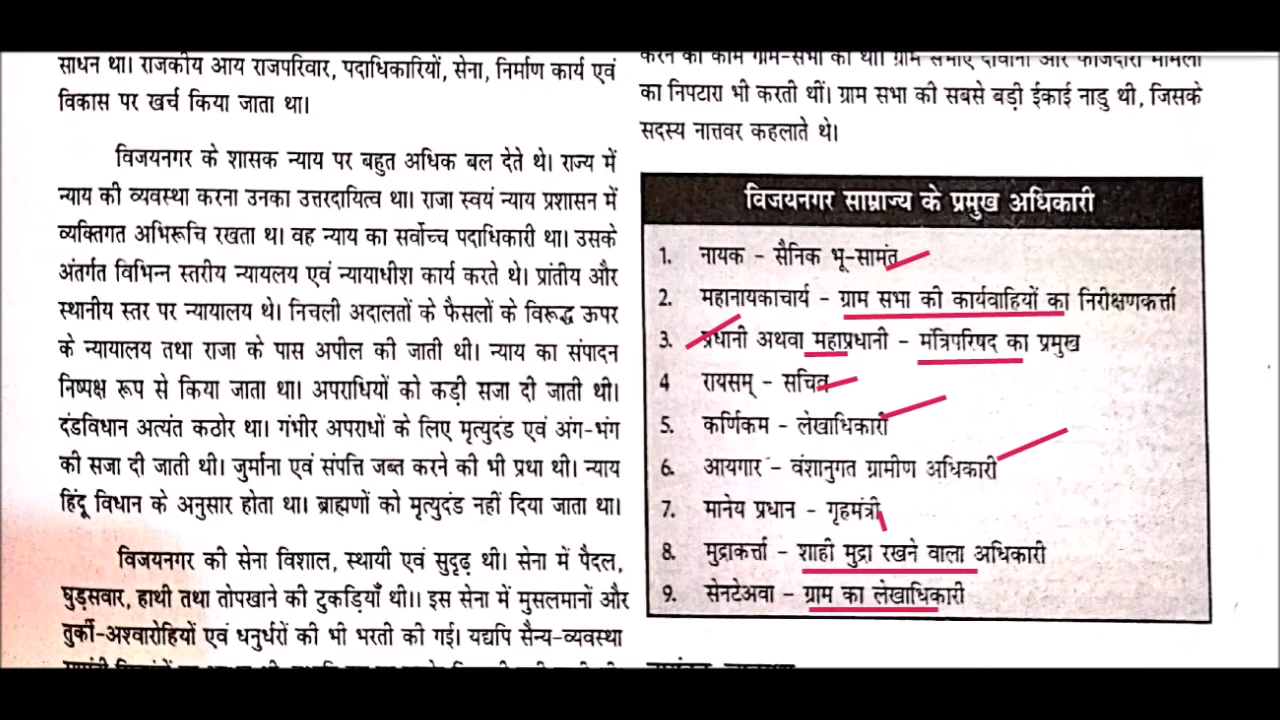 साधन था। राजकीय आय राजपरिवार, पदाधिकारियों, सेना, निर्माण कार्य एवं
विकास पर खर्च किया जाता था।
विजयनगर के शासक न्याय पर बहुत अधिक बल देते थे। राज्य में
न्याय की व्यवस्था करना उनका उत्तरदायित्व था। राजा स्वयं न्याय प्रशासन में
व्यक्तिगत अभिरूचि रखता थ। वह न्याय का सर्वोच्च पदाधिकारी था। उसके
अंतर्गत विभिन्न स्तरीय न्यायलय एवं न्यायाधीश कार्य करते थे। प्रांतीय और
स्थानीय स्तर पर न्यायालय थे। निचली अदालतों के फैसलों के विरूद्ध ऊपर
के न्यायालय तथा राजा के पास अपील की जाती थी। न्याय का संपादन
निष्पक्ष रूप से किया जाता था। अपराधियों को कड़ी सजा दी जाती थी।
दंडविधान अत्यंत कठोर था। गंभीर अपराधों के लिए मृत्युदंड एवं अंग-भंग
की सजा दी जाती थी। जुर्माना एवं संपत्ति जब्त करने की भी प्रथा थी। न्याय
हिंदू विधान के अनुसार होता था। ब्राह्मणों को मृत्युदंड नहीं दिया जाता था।
विजयनगर की सेना विशाल, स्थायी एवं सुदृढ़ थी। सेना में पैदल,
घुड़सवार, हाथी तथा तोपखाने की टुकड़ियाँ थी।। इस सेना में मुसलमानों और
तुर्की-अश्वारोहियों एवं धनुर्धरों की भी भरती की गई। यद्यपि सैन्य-व्यवस्था
करने का काम ग्राम-सभा का था। ग्राम सभाएँ दीवानी और फौजदारी मामलों
का निपटारा भी करती थीं। ग्राम सभा की सबसे बड़ी ईकाई नाडु थी, जिसके
सदस्य नात्तवर कहलाते थे।
विजयनगर साम्राज्य के प्रमुख अधिकारी
1. नायक - सैनिक भू-सामंत
2. महानायकाचार्य - ग्राम सभा की कार्यवाहियों का निरीक्षणकर्त्ता
3. प्रधानी अथवा महाप्रधानी - मंत्रिपरिषद का प्रमुख
4 रायसम् - सचिव
5. कर्णिकम - लेखाधिकारी
6. आयगार - वंशानुगत ग्रामीण अधिकारी
7. मानेय प्रधान - गृहमंत्री
8. मुद्राकर्त्ता - शाही मुद्रा रखने वाला अधिकारी
9. सेनटेअवा - ग्राम का लेखाधिकारी